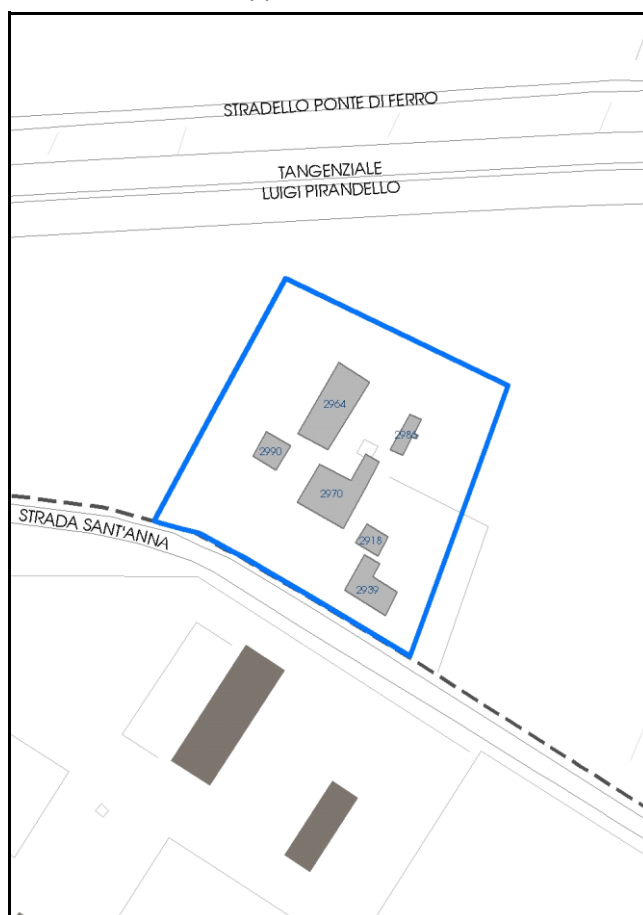 STRADELLO PONTE DI FERRO
TANGENZIALE
LUIGI PIRANDELLO
2964
2990
2970
2918
2939
STRADA SANT'ANNA